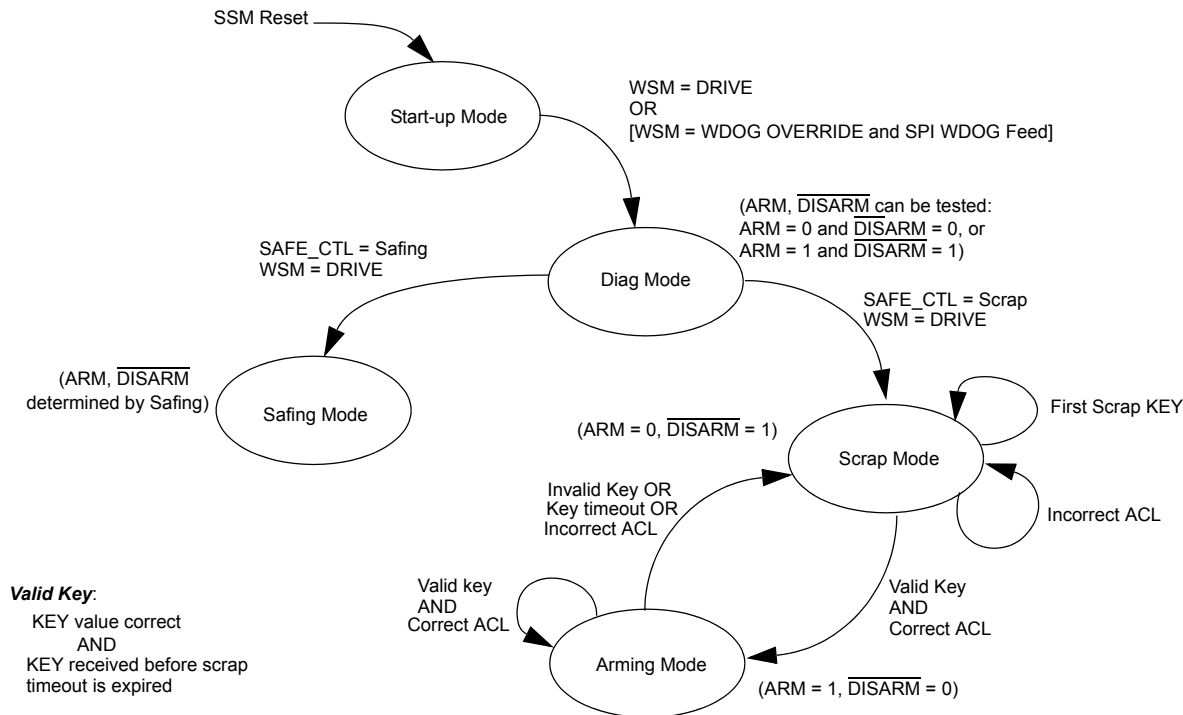 SSM Reset
Start-up Mode
WSM = DRIVE
OR
[WSM = WDOG OVERRIDE and SPI WDOG Feed]
(ARM, DISARM can be tested:
ARM = 0 and DISARM = 0, or
ARM = 1 and DISARM = 1)
SAFE_CTL = Safing
WSM = DRIVE
Diag Mode
SAFE_CTL = Scrap
WSM = DRIVE
(ARM, DISARM
determined by Safing)
Safing Mode
First Scrap KEY
(ARM = 0, DISARM = 1)
Scrap Mode
Invalid Key OR
Key timeout OR
Incorrect ACL
Incorrect ACL
Valid Key:
KEY value correct
AND
KEY received before scrap
timeout is expired
Valid key
AND
Correct ACL
Valid Key
AND
Correct ACL
Arming Mode
(ARM = 1, DISARM = 0)